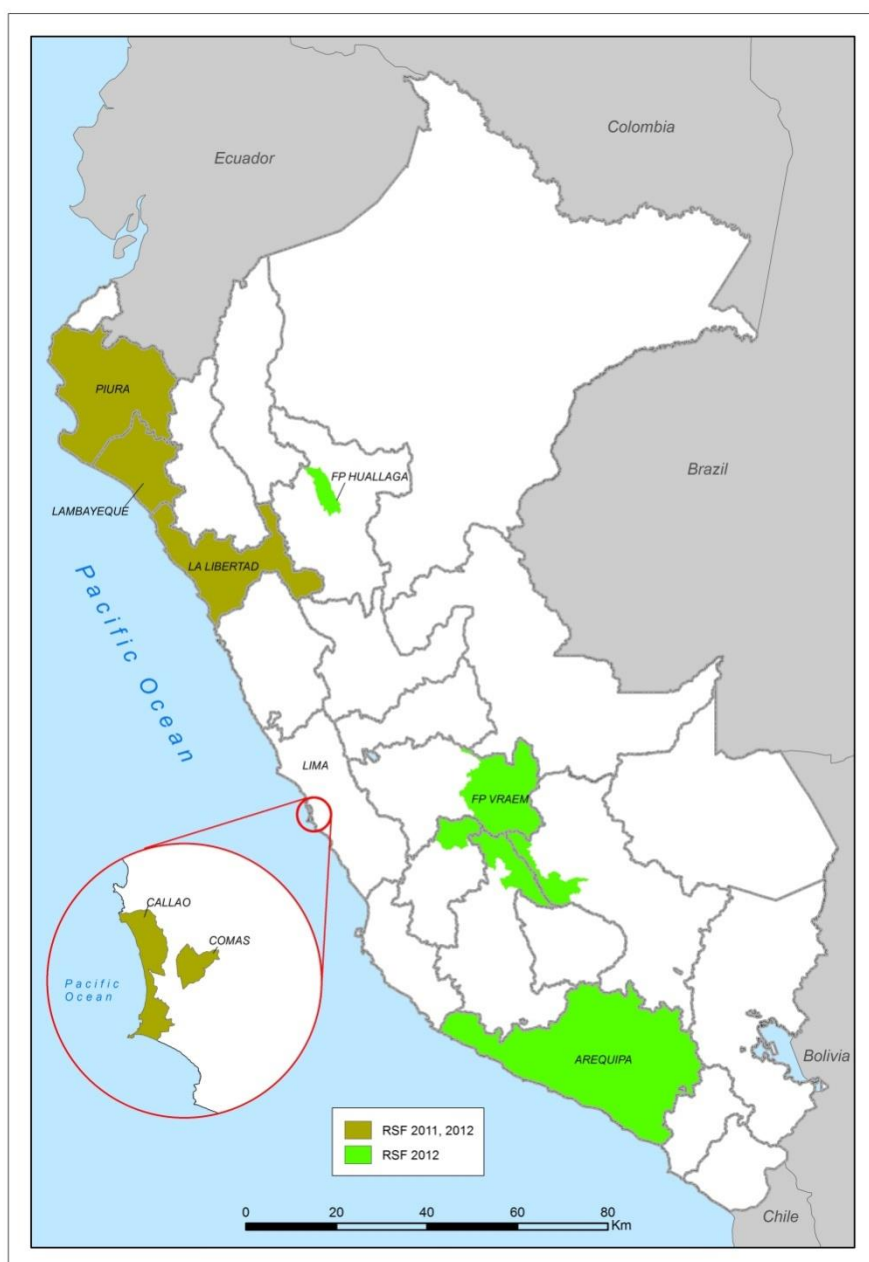 Colombia
Ecuador
PIURA
FP HUALLAGA
Brazil
LAMBAYEQUE
LA LIBERTAD
Pacific Ocean
LIMA
FP VRAEM
CALLAO
COMAS
Pacific
Ocean
Bolivia
AREQUIPA
RSF 2011, 2012
RSF 2012
0 20 40 60 80
Km
Chile